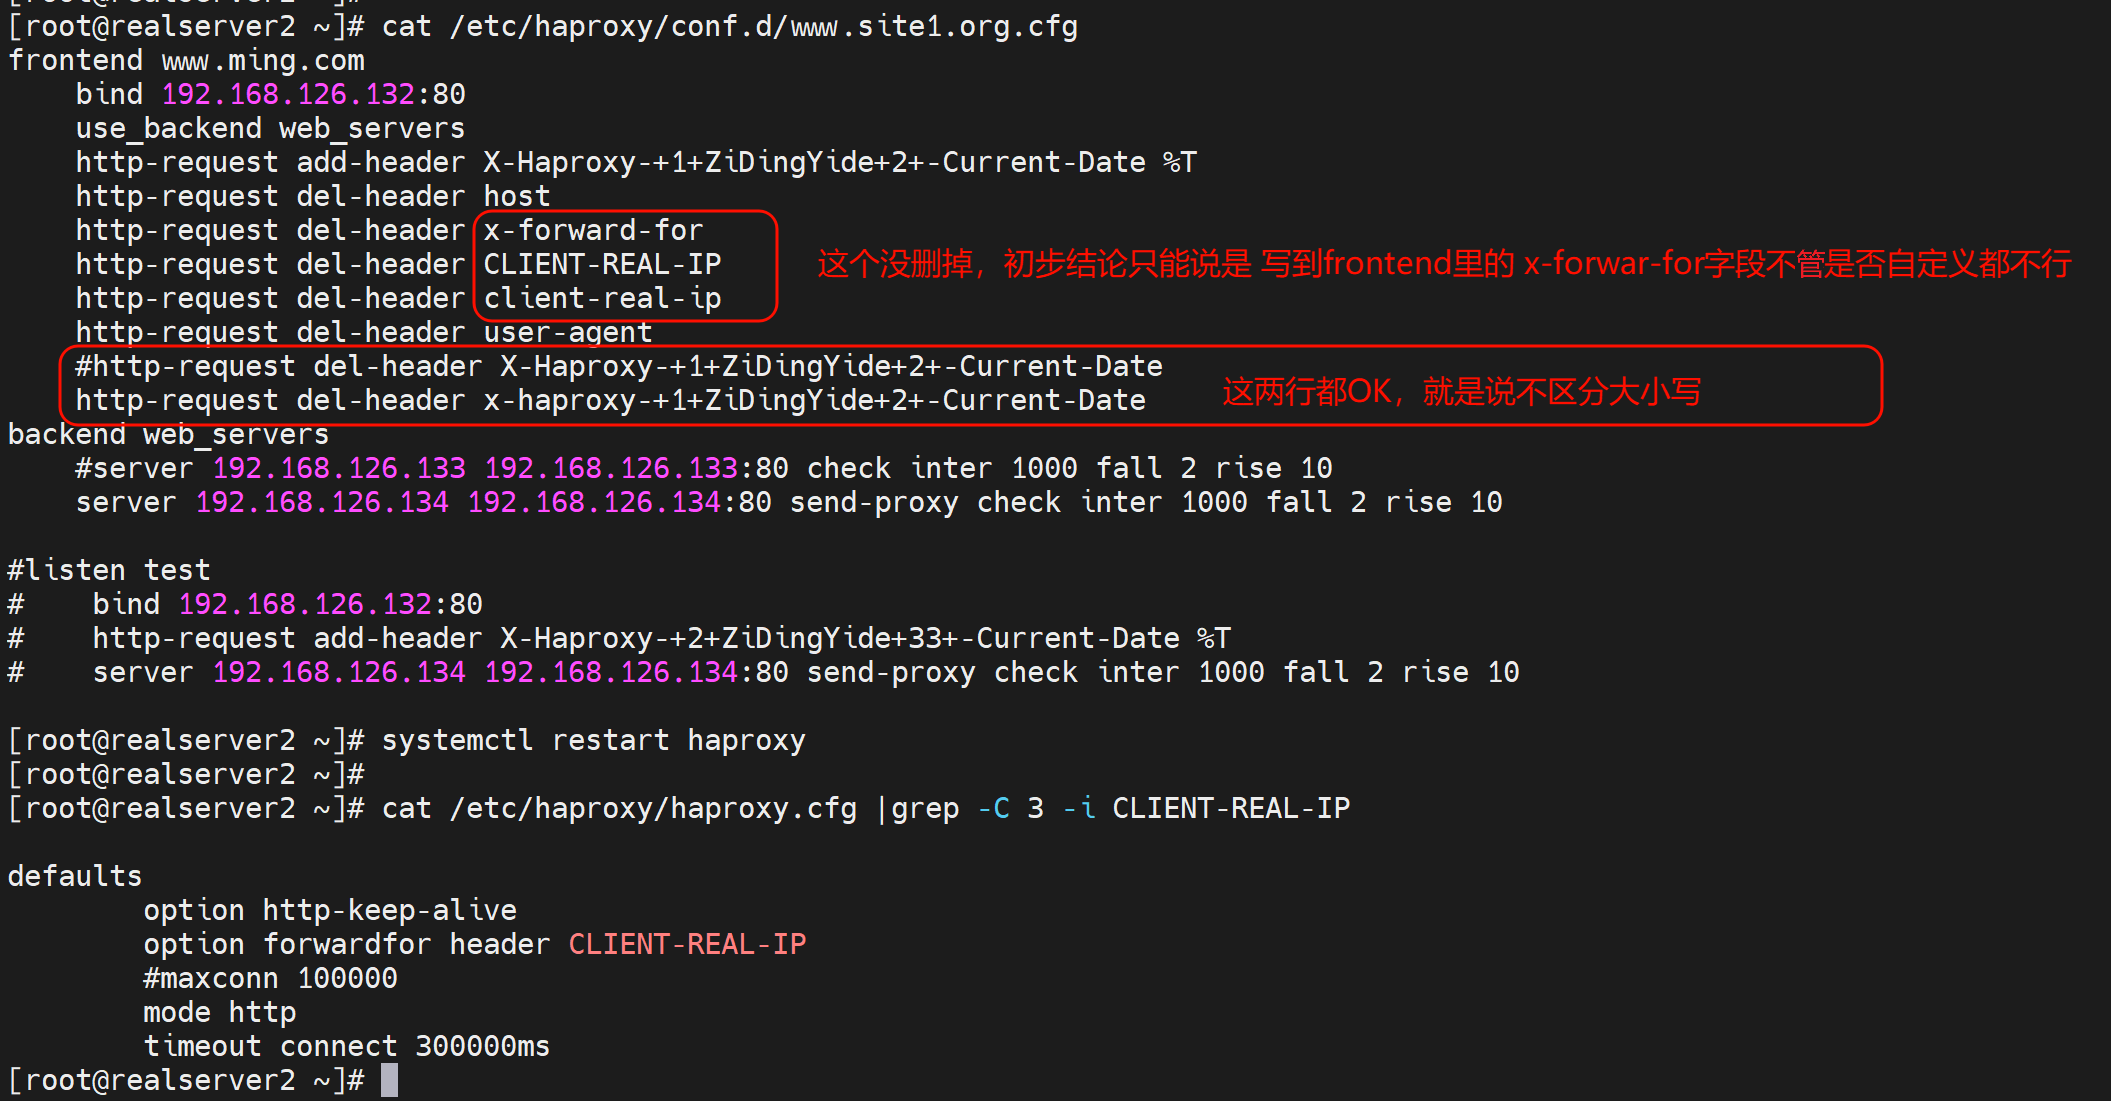 [root@realserver2 ~]#
[root@realserver2 ~]# cat /etc/haproxy/conf.d/www.site1.org.cfg
frontend www.ming.com
    bind 192.168.126.132:80
    use_backend web_servers
    http-request add-header X-Haproxy-+1+ZiDingYide+2+-Current-Date %T
    http-request del-header host
    http-request del-header x-forward-for
    http-request del-header CLIENT-REAL-IP
这个没删掉，初步结论只能说是 写到frontend里的 x-forwar-for字段不管是否自定义都不行
    http-request del-header client-real-ip
    http-request del-header user-agent
    #http-request del-header X-Haproxy-+1+ZiDingYide+2+-Current-Date
    http-request del-header x-haproxy-+1+ZiDingYide+2+-Current-Date
这两行都OK，就是说不区分大小写
backend web_servers
    #server 192.168.126.133 192.168.126.133:80 check inter 1000 fall 2 rise 10
    server 192.168.126.134 192.168.126.134:80 send-proxy check inter 1000 fall 2 rise 10
#listen test
#    bind 192.168.126.132:80
#    http-request add-header X-Haproxy-+2+ZiDingYide+33+-Current-Date %T
#    server 192.168.126.134 192.168.126.134:80 send-proxy check inter 1000 fall 2 rise 10
[root@realserver2 ~]# systemctl restart haproxy
[root@realserver2 ~]#
[root@realserver2 ~]# cat /etc/haproxy/haproxy.cfg |grep -C 3 -i CLIENT-REAL-IP
defaults
        option http-keep-alive
        option forwardfor header CLIENT-REAL-IP
        #maxconn 100000
        mode http
        timeout connect 300000ms
[root@realserver2 ~]#